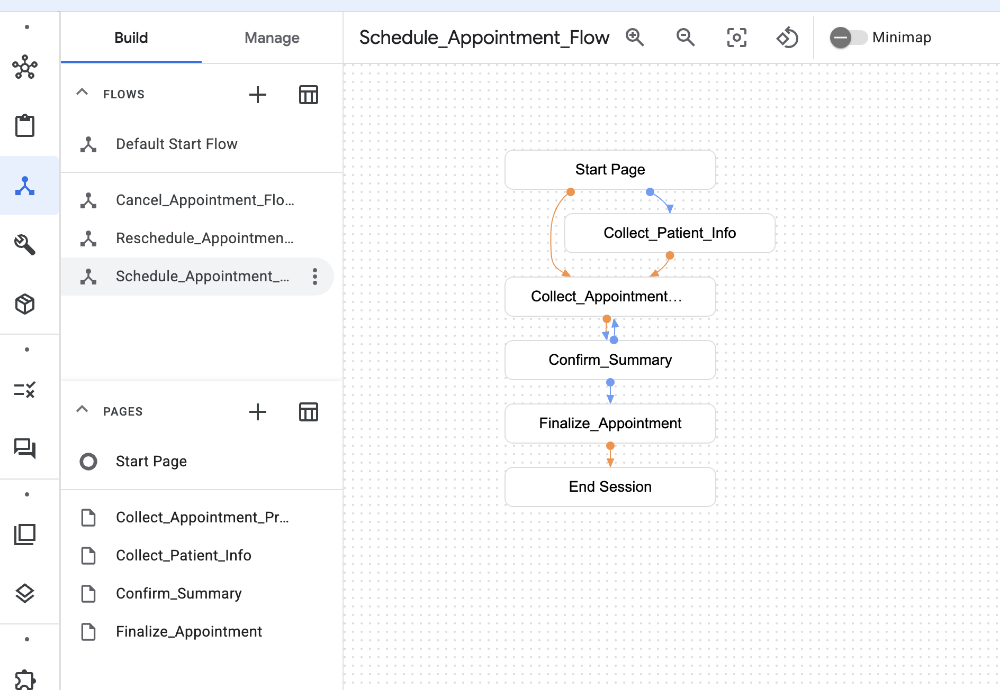 Build
Manage
Schedule_Appointment_Flow
Minimap
FLOWS
Default Start Flow
Cancel_Appointment_Flo...
Reschedule_Appointmen...
Schedule_Appointment_...
PAGES
Start Page
Collect_Appointment_Pr...
Collect_Patient_Info
Confirm_Summary
Finalize_Appointment
Start Page
Collect_Patient_Info
Collect_Appointment...
Confirm_Summary
Finalize_Appointment
End Session